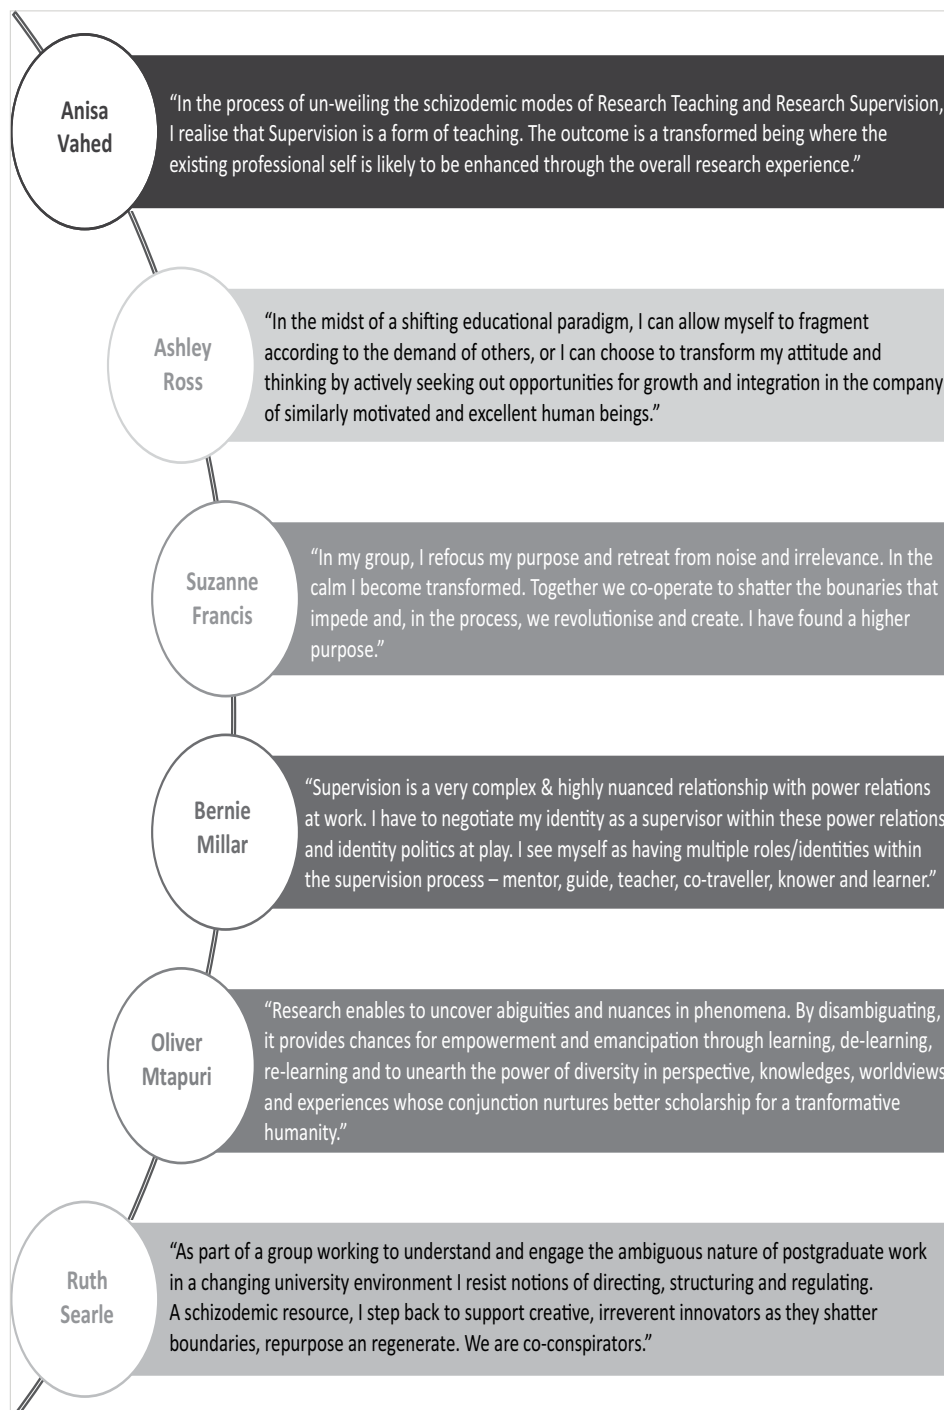 Anisa
Vahed
“In the process of un-weiling the schizodemic modes of Research Teaching and Research Supervision,
I realise that Supervision is a form of teaching. The outcome is a transformed being where the
existing professional self is likely to be enhanced through the overall research experience.”
Ashley
Ross
“In the midst of a shifting educational paradigm, I can allow myself to fragment
according to the demand of others, or I can choose to transform my attitude and
thinking by actively seeking out opportunities for growth and integration in the company
of similarly motivated and excellent human beings.”
Suzanne
Francis
“In my group, I refocus my purpose and retreat from noise and irrelevance. In the
calm I become transformed. Together we co-operate to shatter the bounaries that
impede and, in the process, we revolutionise and create. I have found a higher
purpose.”
Bernie
Millar
“Supervision is a very complex & highly nuanced relationship with power relations
at work. I have to negotiate my identity as a supervisor within these power relations
and identity politics at play. I see myself as having multiple roles/identities within
the supervision process – mentor, guide, teacher, co-traveller, knower and learner.”
Oliver
Mtapuri
“Research enables to uncover abiguities and nuances in phenomena. By disambiguating,
it provides chances for empowerment and emancipation through learning, de-learning,
re-learning and to unearth the power of diversity in perspective, knowledges, worldviews
and experiences whose conjunction nurtures better scholarship for a tranformative
humanity.”
Ruth
Searle
“As part of a group working to understand and engage the ambiguous nature of postgraduate work
in a changing university environment I resist notions of directing, structuring and regulating.
A schizodemic resource, I step back to support creative, irreverent innovators as they shatter
boundaries, repurpose an regenerate. We are co-conspirators.”